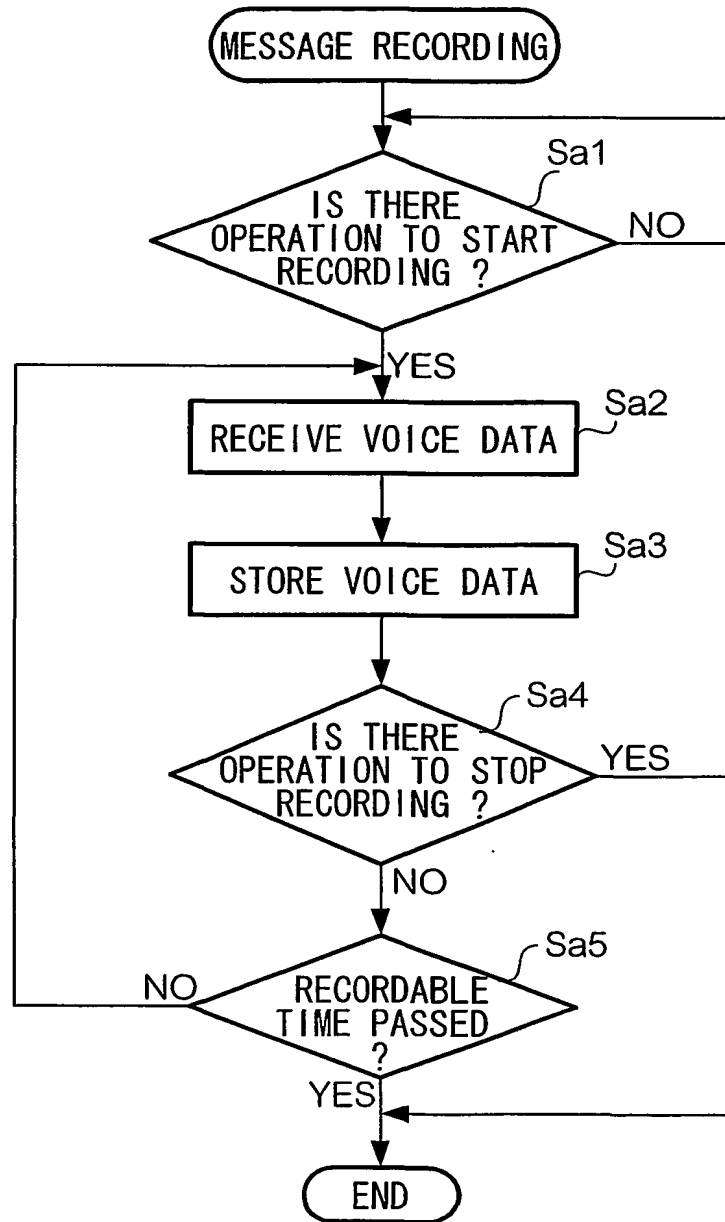 MESSAGE RECORDING
Sa1
IS THERE
OPERATION TO START
RECORDING ?
NO
YES
Sa2
RECEIVE VOICE DATA
Sa3
STORE VOICE DATA
Sa4
IS THERE
OPERATION TO STOP
RECORDING ?
YES
NO
Sa5
NO
RECORDABLE
TIME PASSED
?
YES
END